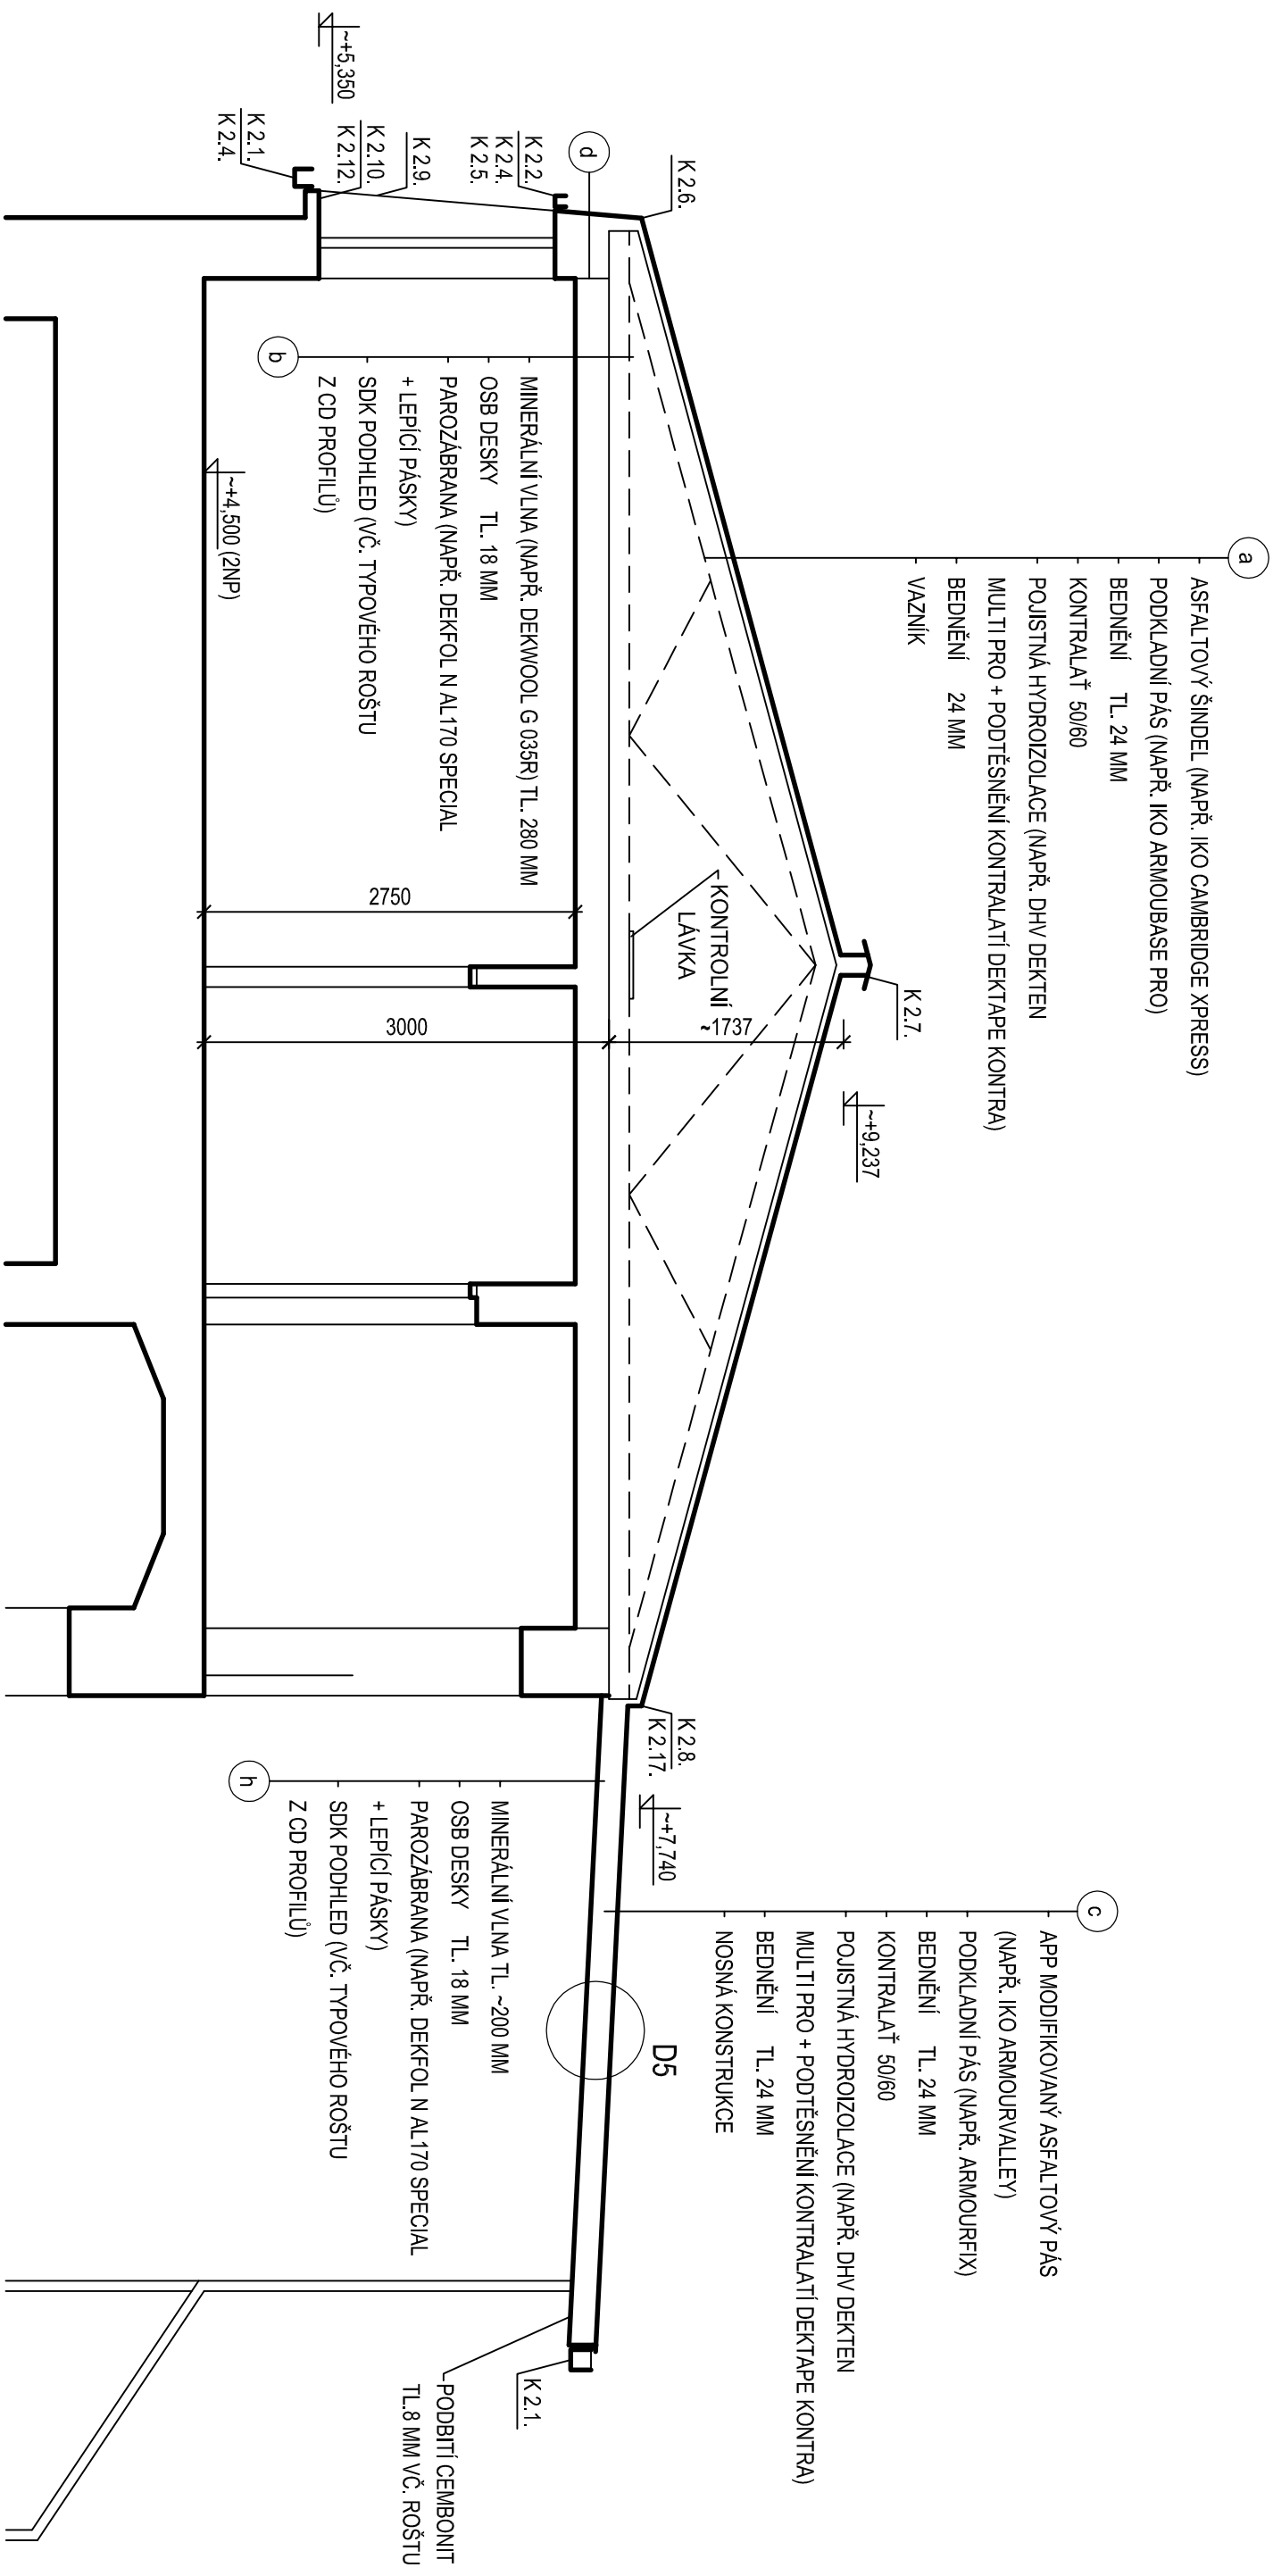 a
ASFALTOVÝ ŠINDEL (NAPŘ. IKO CAMBRIDGE XPRESS)
PODKLADNÍ PÁS (NAPŘ. IKO ARMOUBASE PRO)
BEDNĚNÍ TL. 24 MM
KONTRALAŤ 50/60
POJISTNÁ HYDROIZOLACE (NAPŘ. DHV DEKTEN
MULTI PRO + PODTĚSNĚNÍ KONTRALATÍ DEKTAPE KONTRA)
BEDNĚNÍ 24 MM
VAZNÍK
c
APP MODIFIKOVANÝ ASFALTOVÝ PÁS
(NAPŘ. IKO ARMOURVALLEY)
PODKLADNÍ PÁS (NAPŘ. ARMOURFIX)
BEDNĚNÍ TL. 24 MM
KONTRALAŤ 50/60
POJISTNÁ HYDROIZOLACE (NAPŘ. DHV DEKTEN
MULTI PRO + PODTĚSNĚNÍ KONTRALATÍ DEKTAPE KONTRA)
BEDNĚNÍ TL. 24 MM
NOSNÁ KONSTRUKCE
K 2.7.
~+9,237
K 2.6.
KONTROLNÍ
LÁVKA
~1737
K 2.8.
K 2.17.
~+7,740
D5
d
K 2.2.
K 2.4.
K 2.5.
K 2.9.
K 2.10.
K 2.12.
~+5,350
K 2.1.
K 2.4.
MINERÁLNÍ VLNA (NAPŘ. DEKWOOL G 035R) TL. 280 MM
OSB DESKY TL. 18 MM
PAROZÁBRANA (NAPŘ. DEKFOL N AL170 SPECIAL
+ LEPÍCÍ PÁSKY)
SDK PODHLED (VČ. TYPOVÉHO ROŠTU
Z CD PROFILŮ)
b
2750
3000
~+4,500 (2NP)
MINERÁLNÍ VLNA TL. ~200 MM
OSB DESKY TL. 18 MM
PAROZÁBRANA (NAPŘ. DEKFOL N AL170 SPECIAL
+ LEPÍCÍ PÁSKY)
SDK PODHLED (VČ. TYPOVÉHO ROŠTU
Z CD PROFILŮ)
h
K 2.1.
PODBITÍ CEMBONIT
TL.8 MM VČ. ROŠTU